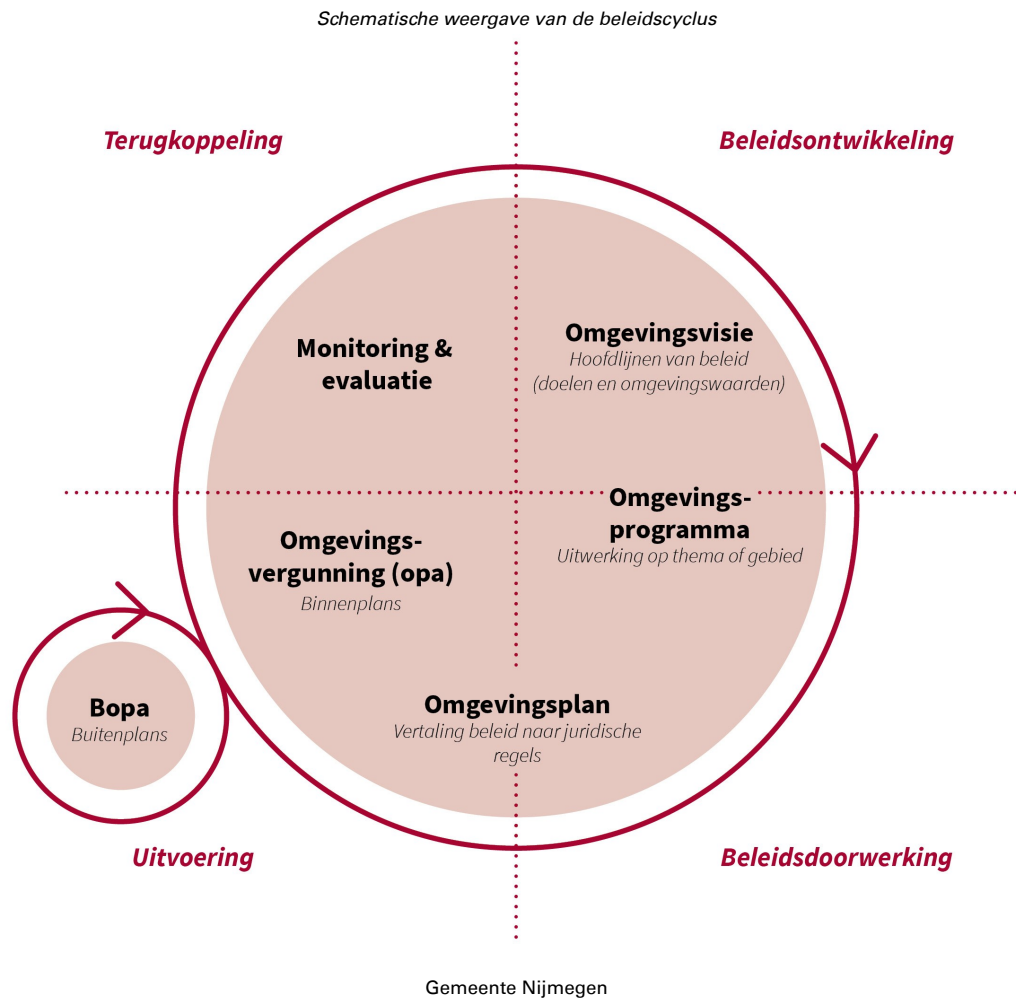 Schematische weergave van de beleidscyclus
Terugkoppeling
Beleidsontwikkeling
Monitoring &
evaluatie
Omgevingsvisie
Hoofdlijnen van beleid
(doelen en omgevingswaarden)
Omgevings-
programma
Uitwerking op thema of gebied
Omgevings-
vergunning (opa)
Binnenplans
Bopa
Buitenplans
Omgevingsplan
Vertaling beleid naar juridische
regels
Uitvoering
Beleidsdoorwerking
Gemeente Nijmegen